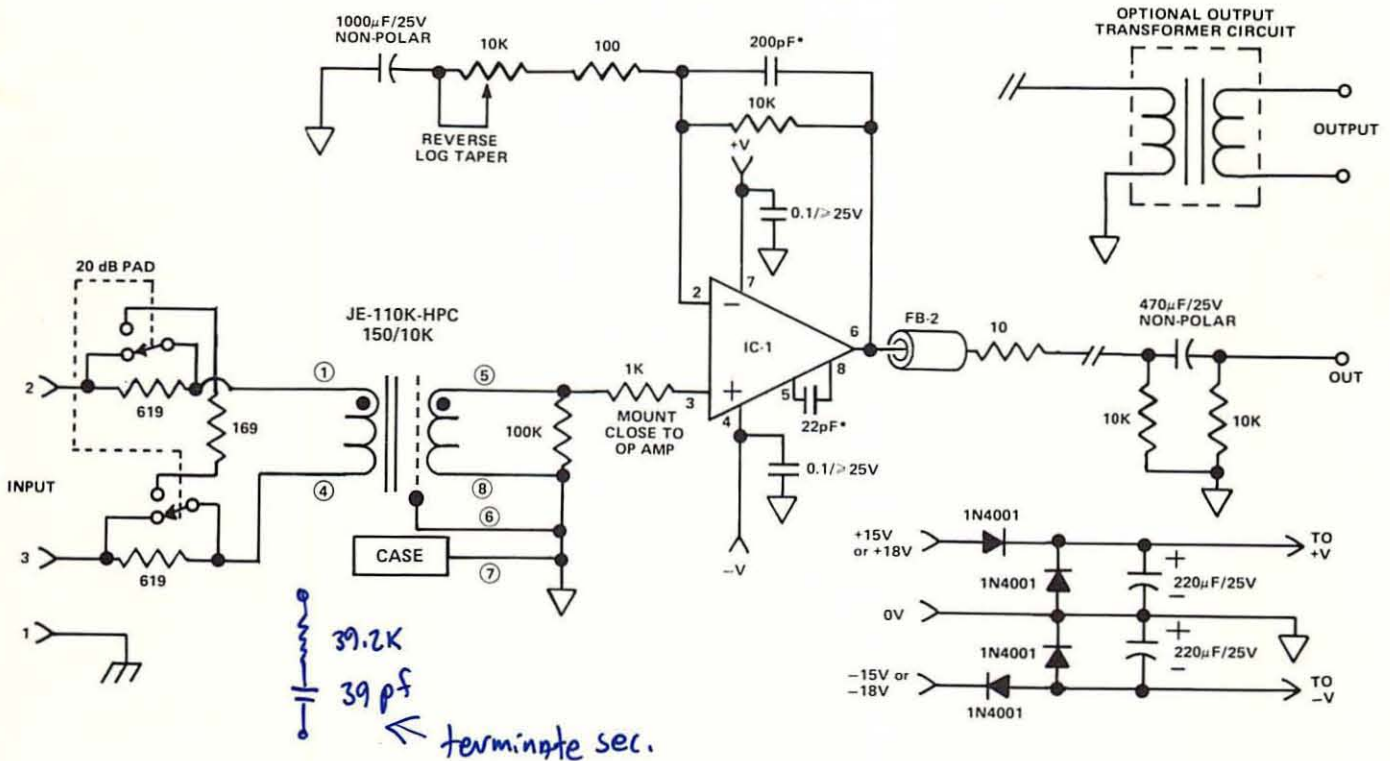 1000µF/25V
NON-POLAR
10K
100
200pF*
10K
REVERSE
LOG TAPER
+V
0.1/≥25V
OPTIONAL OUTPUT
TRANSFORMER CIRCUIT
OUTPUT
20 dB PAD
JE-110K-HPC
150/10K
2
619
169
INPUT
3
619
1
①
④
⑤
⑧
⑥
⑦
CASE
100K
1K
MOUNT
CLOSE TO
OP AMP
2
3
7
4
5
8
6
IC-1
22pF*
0.1/≥25V
-V
FB-2
10
470µF/25V
NON-POLAR
10K
10K
OUT
+15V
or +18V
1N4001
1N4001
0V
1N4001
-15V or
-18V
1N4001
+
220µF/25V
-
+
220µF/25V
-
TO
+V
TO
-V
39.2K
39 pf
← terminate sec.